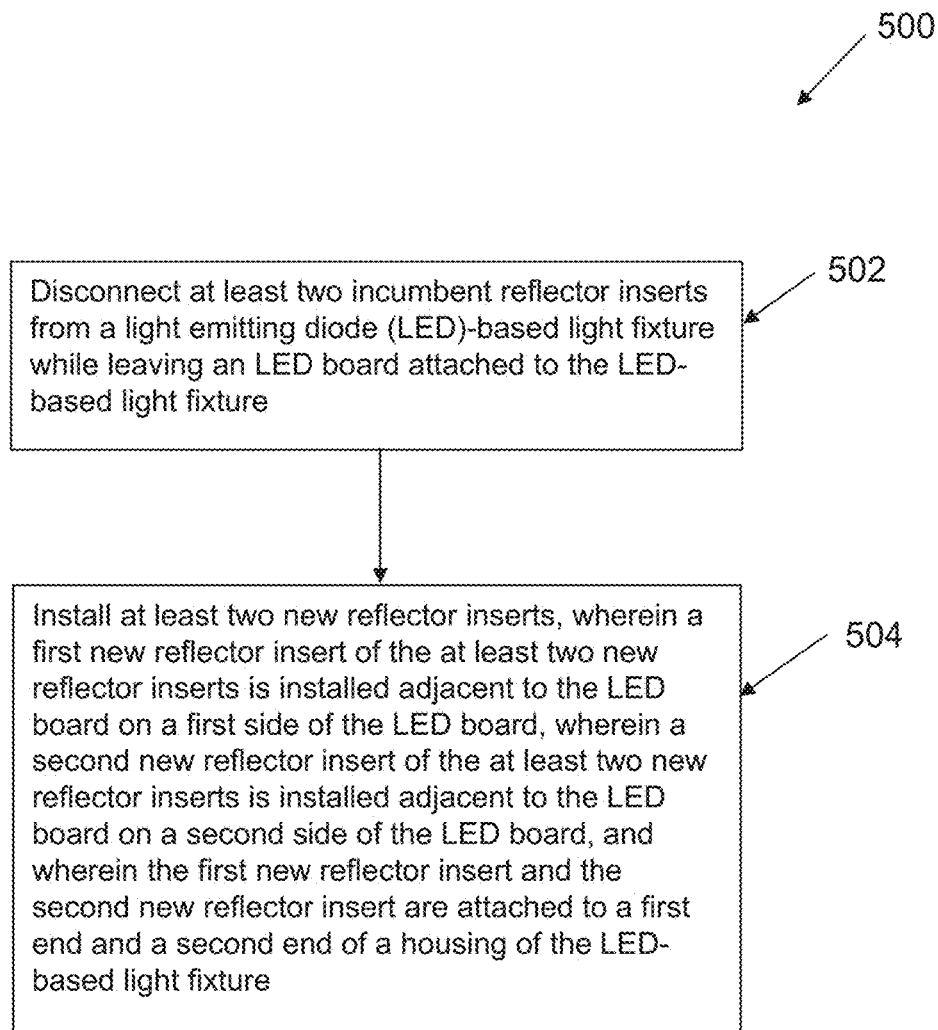 500
502
Disconnect at least two incumbent reflector inserts
from a light emitting diode (LED)-based light fixture
while leaving an LED board attached to the LED-
based light fixture
Install at least two new reflector inserts, wherein a
first new reflector insert of the at least two new
reflector inserts is installed adjacent to the LED
board on a first side of the LED board, wherein a
second new reflector insert of the at least two new
reflector inserts is installed adjacent to the LED
board on a second side of the LED board, and
wherein the first new reflector insert and the
second new reflector insert are attached to a first
end and a second end of a housing of the LED-
based light fixture
504